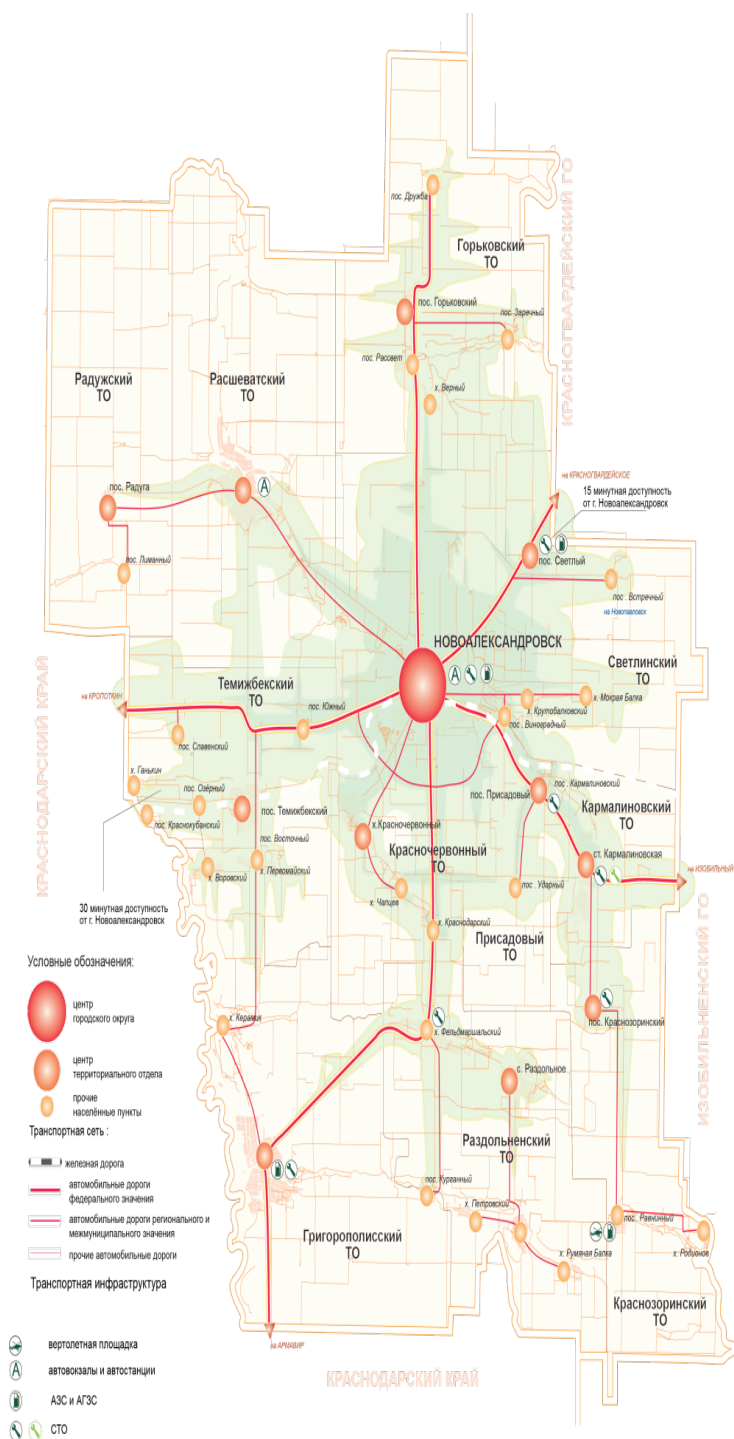 пос. Дружба
КРАСНОГВАРДЕЙСКИЙ ГО
Горьковский
ТО
пос. Горьковский
пос. Заречный
пос. Рассвет
х. Верный
Радужский
ТО
Расшеватский
ТО
на КРАСНОГВАРДЕЙСКОЕ
15 минутная доступность
от г. Новоалександровск
пос. Радуга
А
пос. Светлый
пос. Лиманный
пос. Встречный
на Новопавловск
НОВОАЛЕКСАНДРОВСК
А
Светлинский
ТО
Темижбекский
ТО
на КРОПОТКИН
пос. Южный
х. Мокрая Балка
х. Крутобалковский
пос. Виноградный
пос. Славенский
КРАСНОДАРСКИЙ КРАЙ
х. Ганькин
пос. Озёрный
пос. Кармалиновский
пос. Присадовый
Кармалиновский
ТО
пос. Темижбекский
пос. Краснокубанский
х.Красночервонный
пос. Восточный
Красночервонный
ТО
ст. Кармалиновская
на ИЗОБИЛЬНЫЙ
х. Воровский
х. Первомайский
х. Чапцев
пос. Ударный
30 минутная доступность
от г. Новоалександровск
х. Краснодарский
Присадовый
ТО
ИЗОБИЛЬНЕНСКИЙ ГО
Условные обозначения:
центр
городского округа
х. Керамик
х. Фельдмаршальский
пос. Краснозоринский
центр
территориального отдела
с. Раздольное
прочие
населённые пункты
Транспортная сеть :
Раздольненский
ТО
железная дорога
автомобильные дороги
федерального значения
пос. Курганный
х. Петровский
автомобильные дороги регионального и
межмуниципального значения
пос. Равнинный
х. Родионов
Григорополисский
ТО
прочие автомобильные дороги
х. Румяная Балка
Транспортная инфраструктура
Краснозоринский
ТО
на АРМАВИР
вертолетная площадка
А
автовокзалы и автостанции
КРАСНОДАРСКИЙ КРАЙ
АЗС и АГЗС
СТО